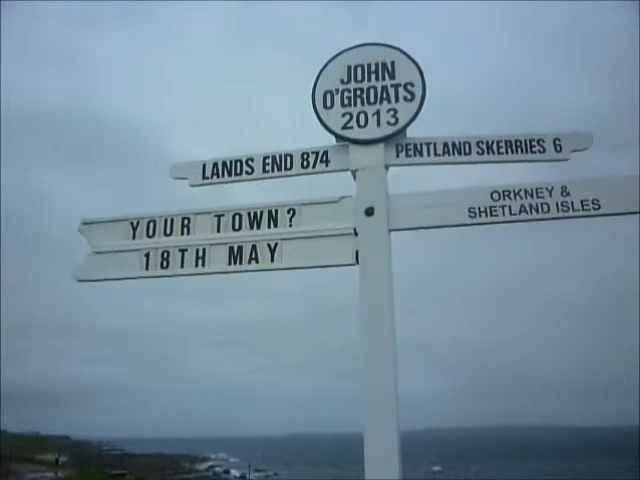 JOHN
O'GROATS
2013
LANDS END 874
PENTLAND SKERRIES 6
YOUR TOWN?
18TH MAY
ORKNEY &
SHETLAND ISLES